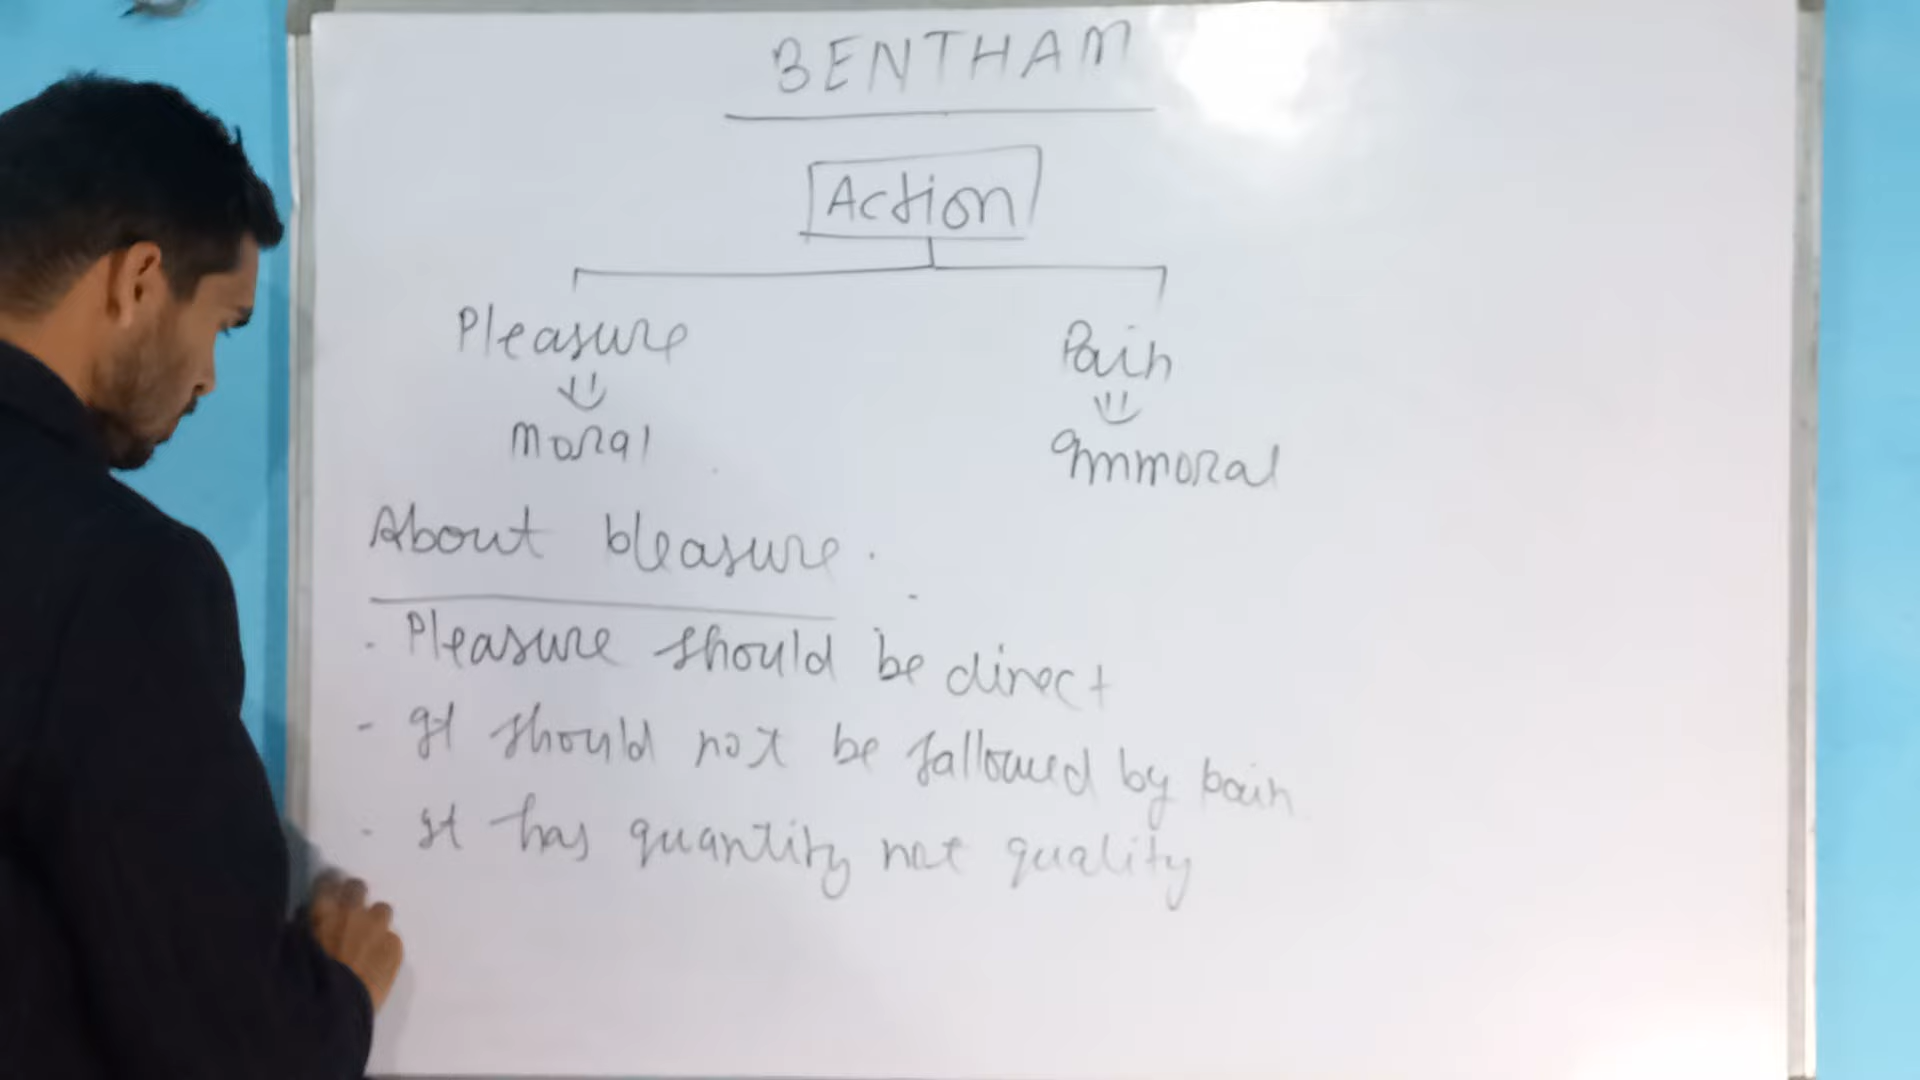 BENTHAM
Action
Pleasure
Pain
Moral
Immoral
About pleasure.
. Pleasure should be direct
- It should not be fallowed by pain
- It has quantity not quality